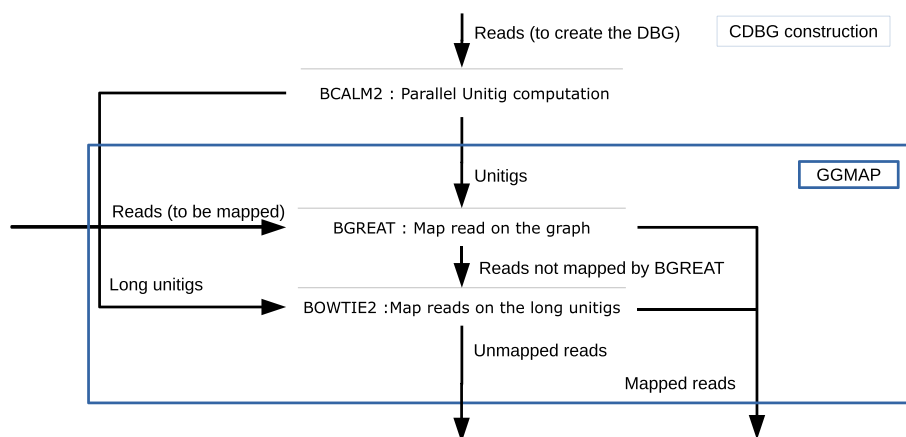 Reads (to create the DBG)
CDBG construction
BCALM2 : Parallel Unitig computation
Unitigs
GGMAP
Reads (to be mapped)
BGREAT : Map read on the graph
Reads not mapped by BGREAT
Long unitigs
BOWTIE2 :Map reads on the long unitigs
Unmapped reads
Mapped reads